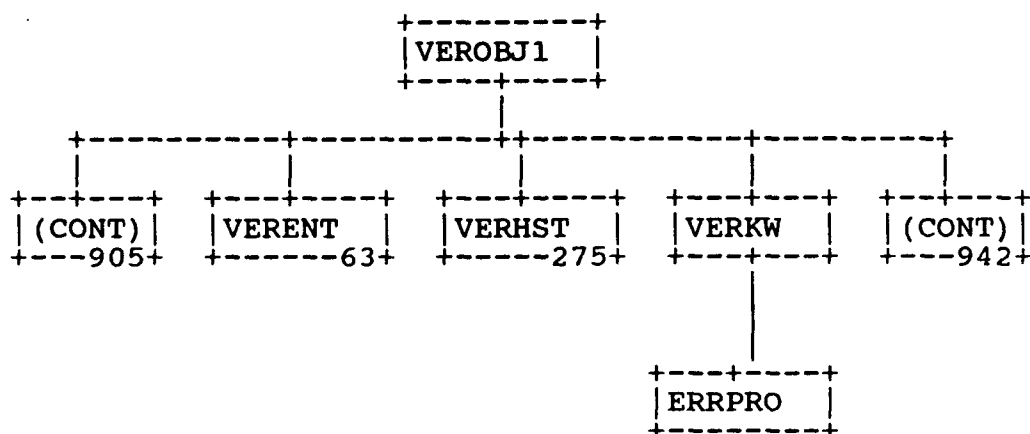 VEROBJ1
(CONT) VERENT VERHST VERKW (CONT)
905 63 275 942
ERRPRO